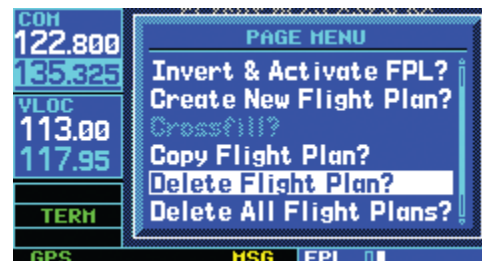 COM
122.800
135.325
VLOC
113.00
117.95
TERM
GPS
PAGE MENU
Invert & Activate FPL?
Create New Flight Plan?
Crossfill?
Copy Flight Plan?
Delete Flight Plan?
Delete All Flight Plans?
MSG
FPL